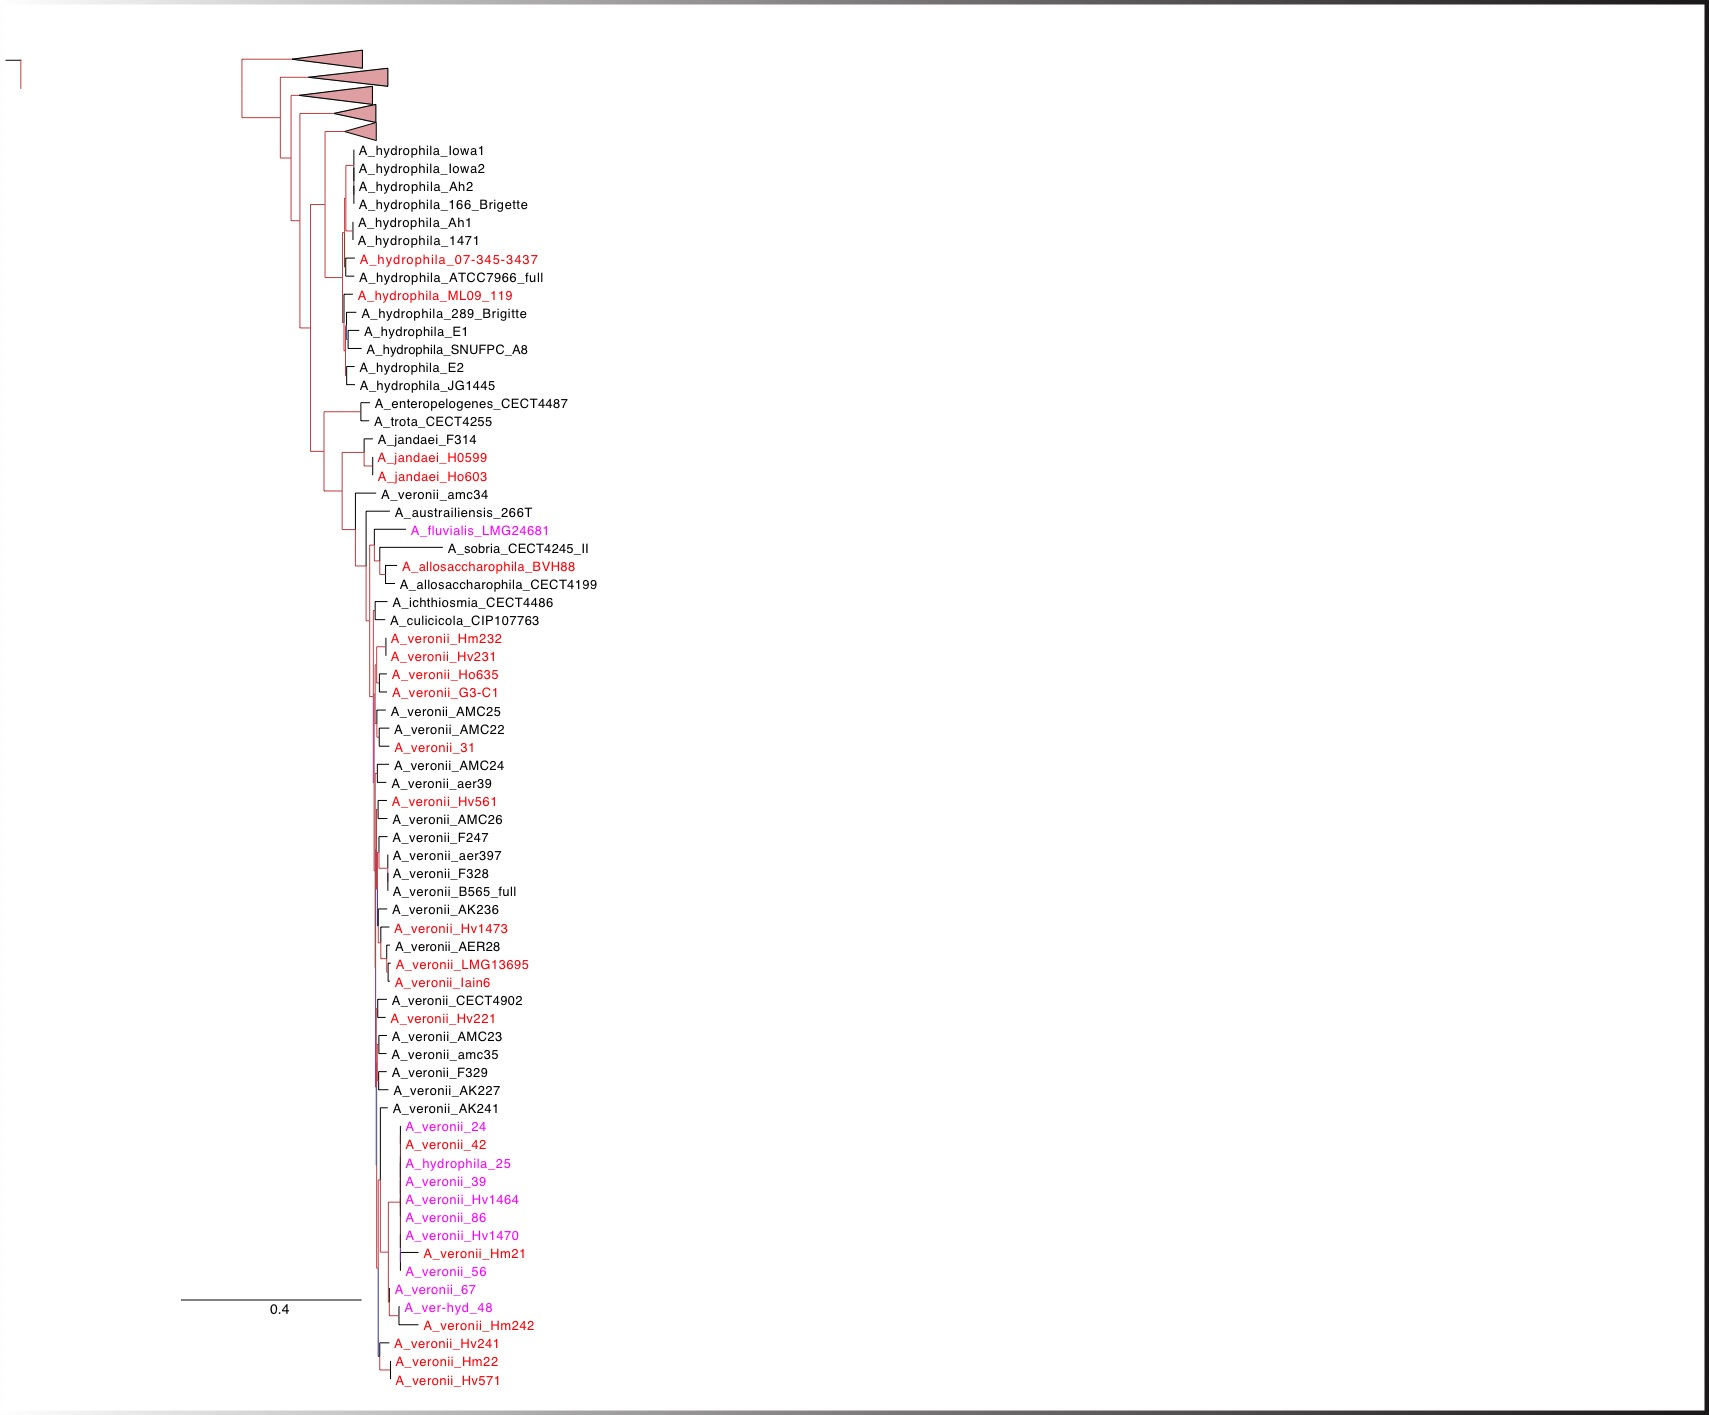 A_hydrophila_Iowa1
A_hydrophila_Iowa2
A_hydrophila_Ah2
A_hydrophila_166_Brigette
A_hydrophila_Ah1
A_hydrophila_1471
A_hydrophila_07-345-3437
A_hydrophila_ATCC7966_full
A_hydrophila_ML09_119
A_hydrophila_289_Brigitte
A_hydrophila_E1
A_hydrophila_SNUFPC_A8
A_hydrophila_E2
A_hydrophila_JG1445
A_enteropelogenes_CECT4487
A_trota_CECT4255
A_jandaei_F314
A_jandaei_H0599
A_jandaei_Ho603
A_veronii_amc34
A_austrailiensis_266T
A_fluvialis_LMG24681
A_sobria_CECT4245_II
A_allosaccharophila_BVH88
A_allosaccharophila_CECT4199
A_ichthiosmia_CECT4486
A_culicicola_CIP107763
A_veronii_Hm232
A_veronii_Hv231
A_veronii_Ho635
A_veronii_G3-C1
A_veronii_AMC25
A_veronii_AMC22
A_veronii_31
A_veronii_AMC24
A_veronii_aer39
A_veronii_Hv561
A_veronii_AMC26
A_veronii_F247
A_veronii_aer397
A_veronii_F328
A_veronii_B565_full
A_veronii_AK236
A_veronii_Hv1473
A_veronii_AER28
A_veronii_LMG13695
A_veronii_Iain6
A_veronii_CECT4902
A_veronii_Hv221
A_veronii_AMC23
A_veronii_amc35
A_veronii_F329
A_veronii_AK227
A_veronii_AK241
A_veronii_24
A_veronii_42
A_hydrophila_25
A_veronii_39
A_veronii_Hv1464
A_veronii_86
A_veronii_Hv1470
A_veronii_Hm21
A_veronii_56
A_veronii_67
A_ver-hyd_48
0.4
A_veronii_Hm242
A_veronii_Hv241
A_veronii_Hm22
A_veronii_Hv571